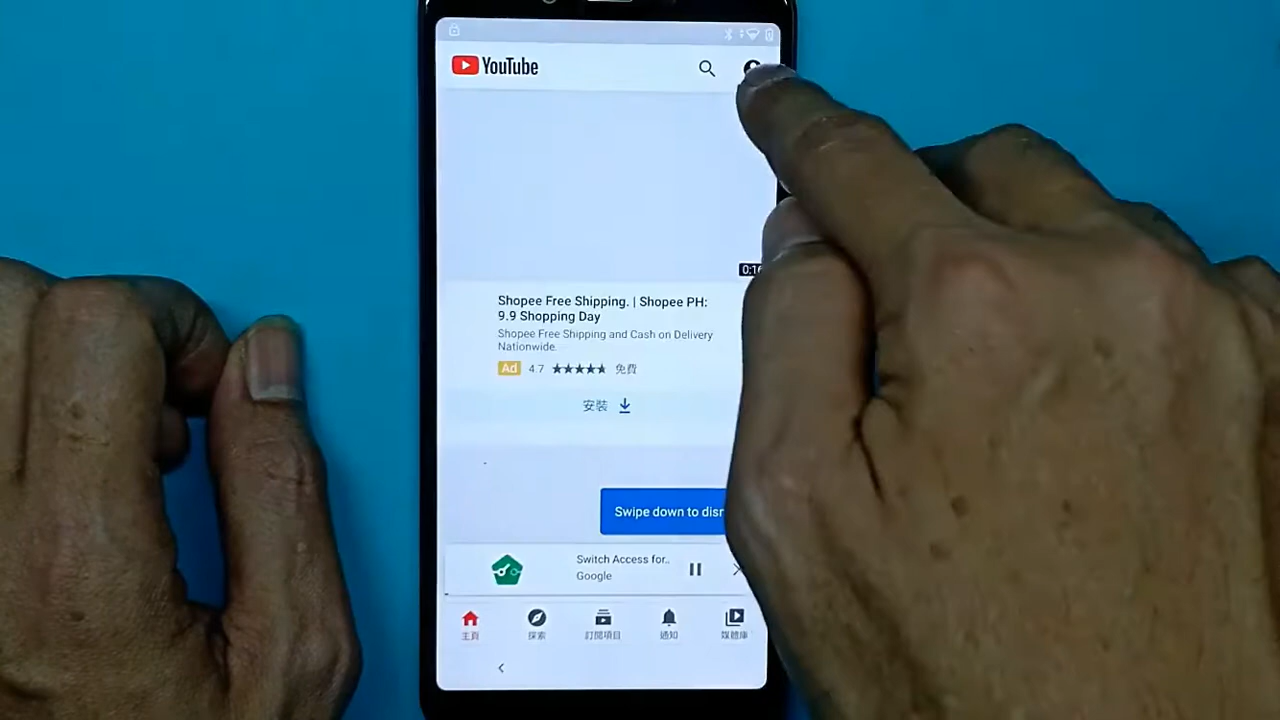 YouTube
0:16
Shopee Free Shipping. | Shopee PH:
9.9 Shopping Day
Shopee Free Shipping and Cash on Delivery
Nationwide.
Ad 4.7 ★★★★★ 免費
安裝
Swipe down to dis
Switch Access for..
Google
主頁 探索 訂閱項目 通知 媒體庫